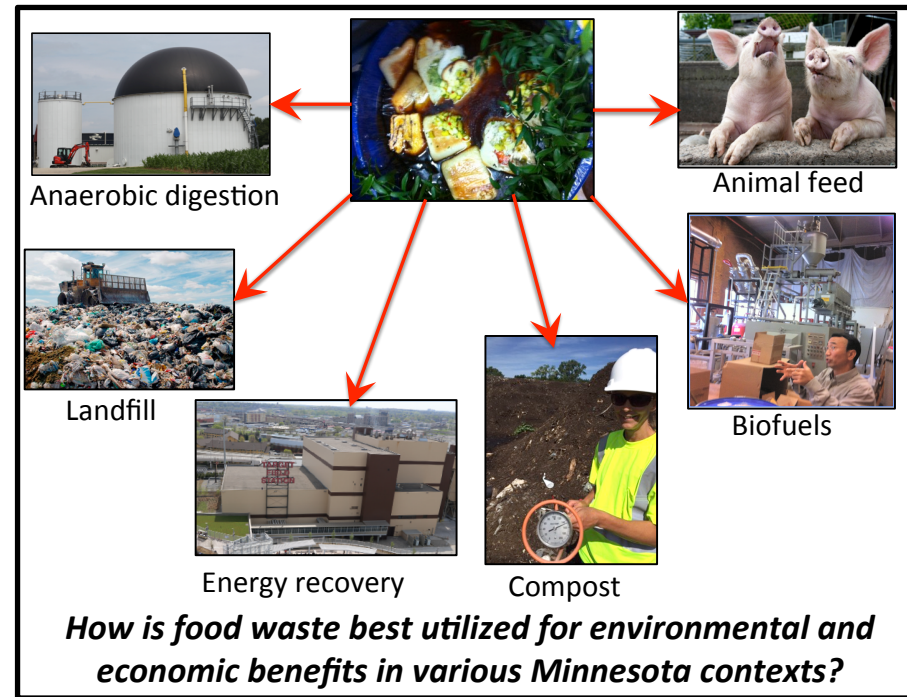 Anaerobic digestion
Animal feed
Landfill
Biofuels
Energy recovery
Compost
How is food waste best utilized for environmental and
economic benefits in various Minnesota contexts?